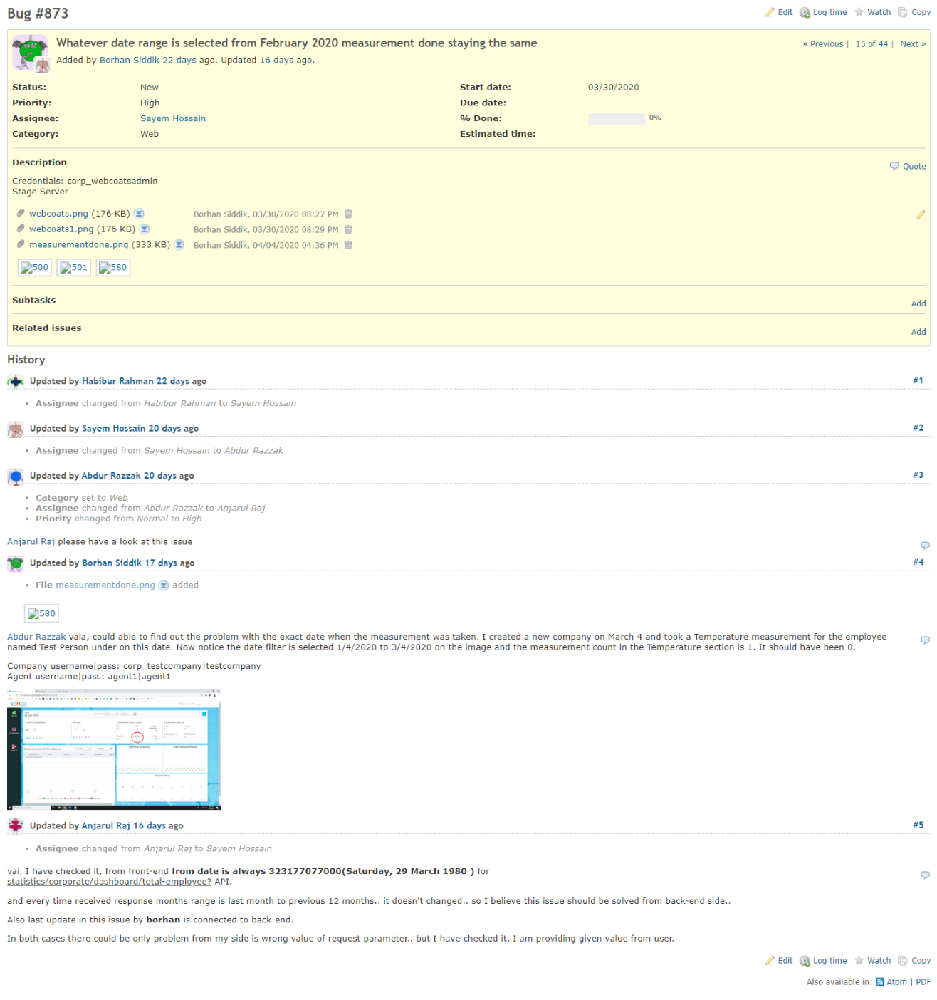 Bug #873
Edit Log time Watch Copy
Whatever date range is selected from February 2020 measurement done staying the same
« Previous | 15 of 44 | Next »
Added by Borhan Siddik 22 days ago. Updated 16 days ago.
Status: New Start date: 03/30/2020
Priority: High Due date:
Assignee: Sayem Hossain % Done: 0%
Category: Web Estimated time:
Description
Quote
Credentials: corp_webcoatsadmin
Stage Server
webcoats.png (176 KB) Borhan Siddik, 03/30/2020 08:27 PM
webcoats1.png (176 KB) Borhan Siddik, 03/30/2020 08:29 PM
measurementdone.png (333 KB) Borhan Siddik, 04/04/2020 04:36 PM
500 501 580
Subtasks
Add
Related issues
Add
History
Updated by Habibur Rahman 22 days ago #1
• Assignee changed from Habibur Rahman to Sayem Hossain
Updated by Sayem Hossain 20 days ago #2
• Assignee changed from Sayem Hossain to Abdur Razzak
Updated by Abdur Razzak 20 days ago #3
• Category set to Web
• Assignee changed from Abdur Razzak to Anjarul Raj
• Priority changed from Normal to High
Anjarul Raj please have a look at this issue
Updated by Borhan Siddik 17 days ago #4
• File measurementdone.png added
580
Abdur Razzak vaia, could able to find out the problem with the exact date when the measurement was taken. I created a new company on March 4 and took a Temperature measurement for the employee
named Test Person under on this date. Now notice the date filter is selected 1/4/2020 to 3/4/2020 on the image and the measurement count in the Temperature section is 1. It should have been 0.
Company username|pass: corp_testcompany|testcompany
Agent username|pass: agent1|agent1
Updated by Anjarul Raj 16 days ago #5
• Assignee changed from Anjarul Raj to Sayem Hossain
vai, I have checked it, from front-end from date is always 323177077000(Saturday, 29 March 1980 ) for
statistics/corporate/dashboard/total-employee? API.
and every time received response months range is last month to previous 12 months.. it doesn't changed.. so I believe this issue should be solved from back-end side..
Also last update in this issue by borhan is connected to back-end.
In both cases there could be only problem from my side is wrong value of request parameter.. but I have checked it, I am providing given value from user.
Edit Log time Watch Copy
Also available in: Atom | PDF